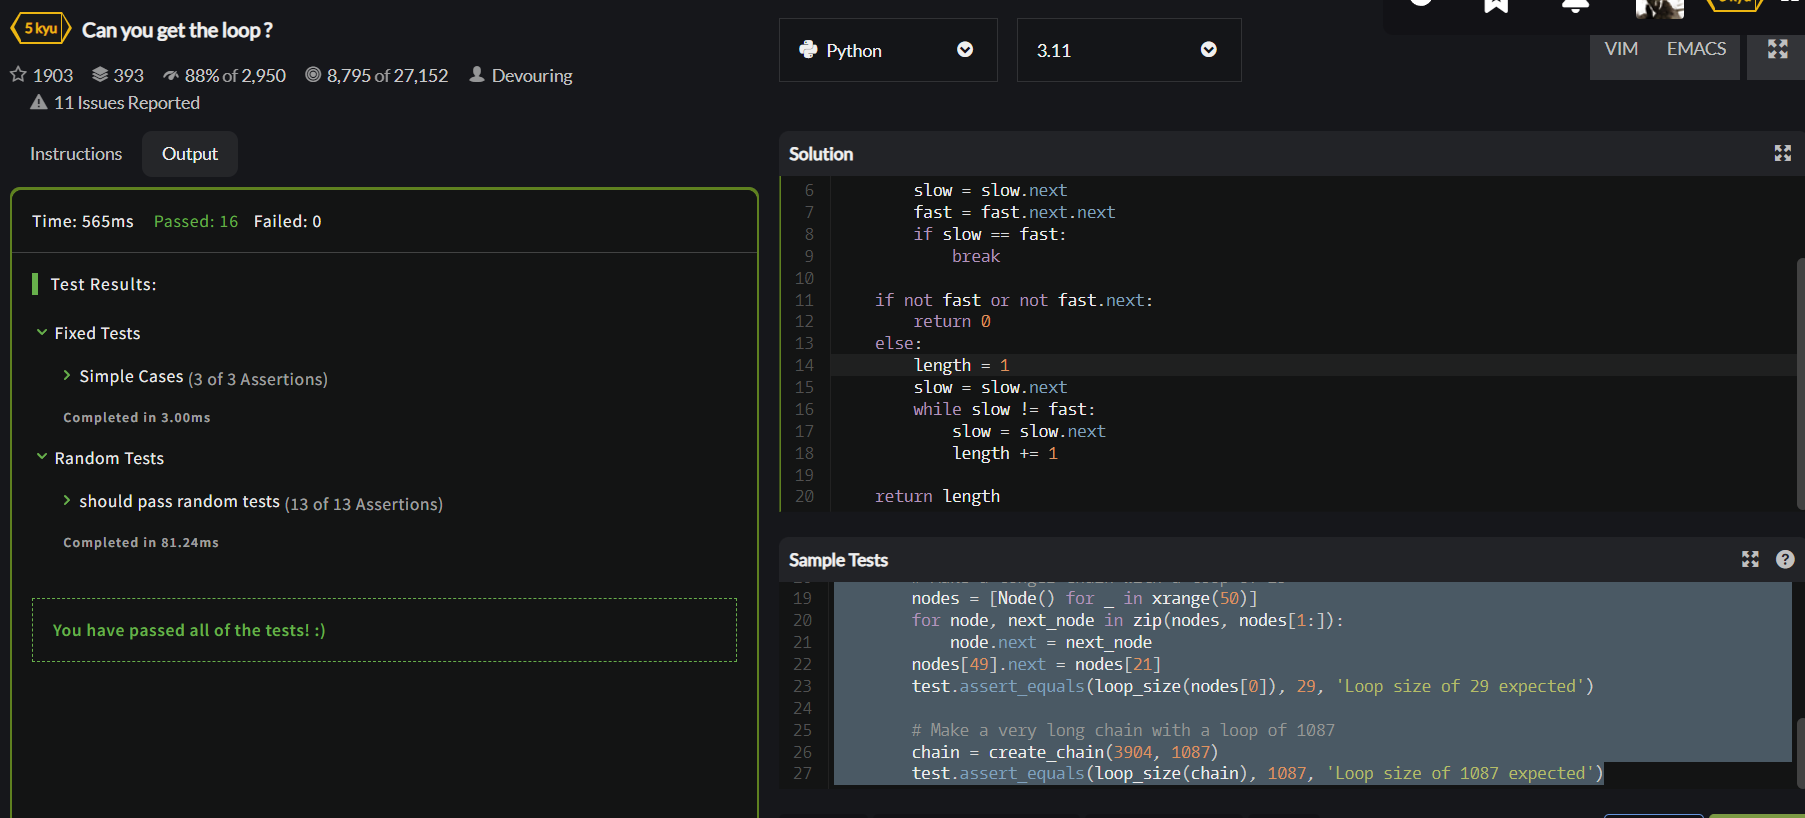 5 kyu Can you get the loop ?
1903 393 88% of 2,950 8,795 of 27,152 Devouring
11 Issues Reported
Python
3.11
VIM EMACS
Instructions Output
Time: 565ms Passed: 16 Failed: 0
Test Results:
Fixed Tests
Simple Cases (3 of 3 Assertions)
Completed in 3.00ms
Random Tests
should pass random tests (13 of 13 Assertions)
Completed in 81.24ms
You have passed all of the tests! :)
Solution
6 slow = slow.next
7 fast = fast.next.next
8 if slow == fast:
9 break
10
11 if not fast or not fast.next:
12 return 0
13 else:
14 length = 1
15 slow = slow.next
16 while slow != fast:
17 slow = slow.next
18 length += 1
19
20 return length
Sample Tests
19 nodes = [Node() for _ in xrange(50)]
20 for node, next_node in zip(nodes, nodes[1:]):
21 node.next = next_node
22 nodes[49].next = nodes[21]
23 test.assert_equals(loop_size(nodes[0]), 29, 'Loop size of 29 expected')
24
25 # Make a very long chain with a loop of 1087
26 chain = create_chain(3904, 1087)
27 test.assert_equals(loop_size(chain), 1087, 'Loop size of 1087 expected')